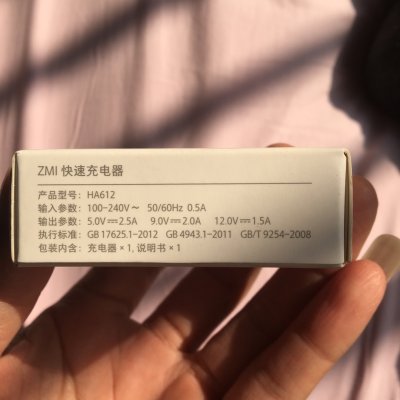 ZMI 快速充电器
产品型号: HA612
输入参数: 100-240V~ 50/60Hz 0.5A
输出参数: 5.0V⎓2.5A 9.0V⎓2.0A 12.0V⎓1.5A
执行标准: GB 17625.1-2012 GB 4943.1-2011 GB/T 9254-2008
包装内含: 充电器×1, 说明书×1